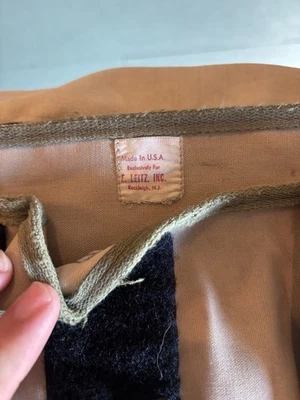 Made In U.S.A.
Exclusively For
E. LEITZ, INC.
Rockleigh, N.J.